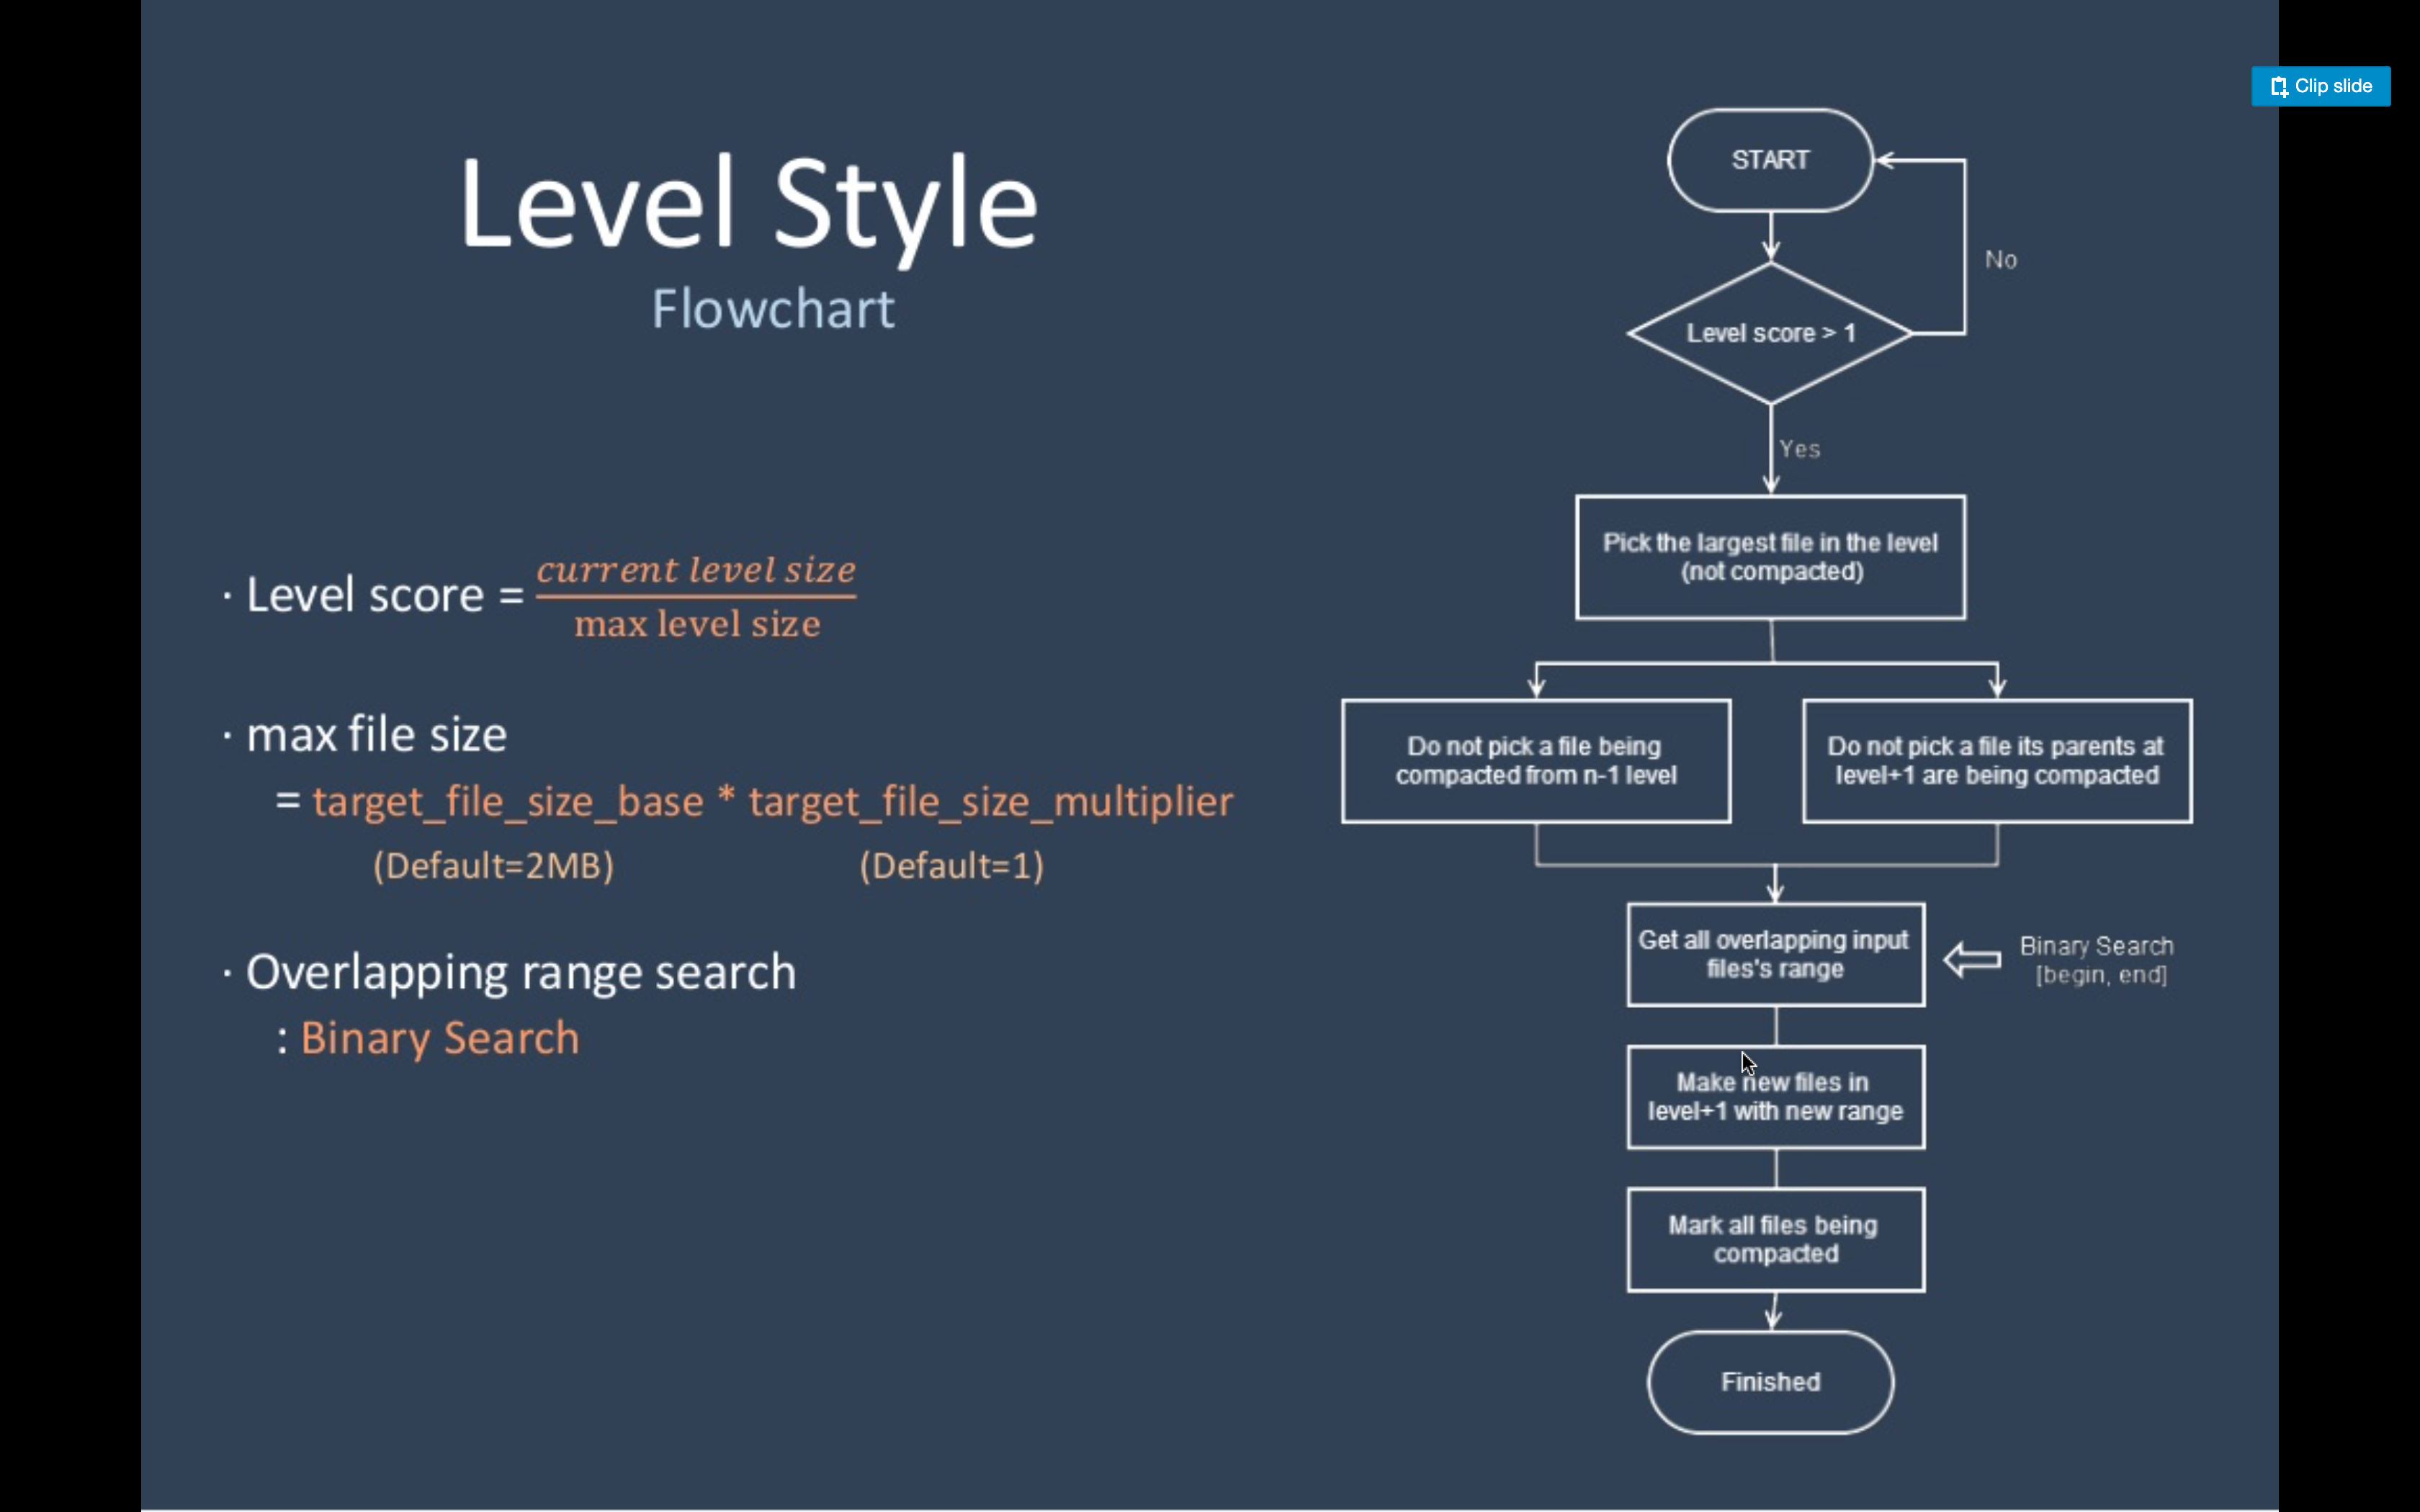 Clip slide
Level Style
Flowchart
· Level score = current level size
max level size
· max file size
= target_file_size_base * target_file_size_multiplier
(Default=2MB) (Default=1)
· Overlapping range search
: Binary Search
START
No
Level score > 1
Yes
Pick the largest file in the level
(not compacted)
Do not pick a file being
compacted from n-1 level
Do not pick a file its parents at
level+1 are being compacted
Get all overlapping input
files's range
Binary Search
[begin, end]
Make new files in
level+1 with new range
Mark all files being
compacted
Finished